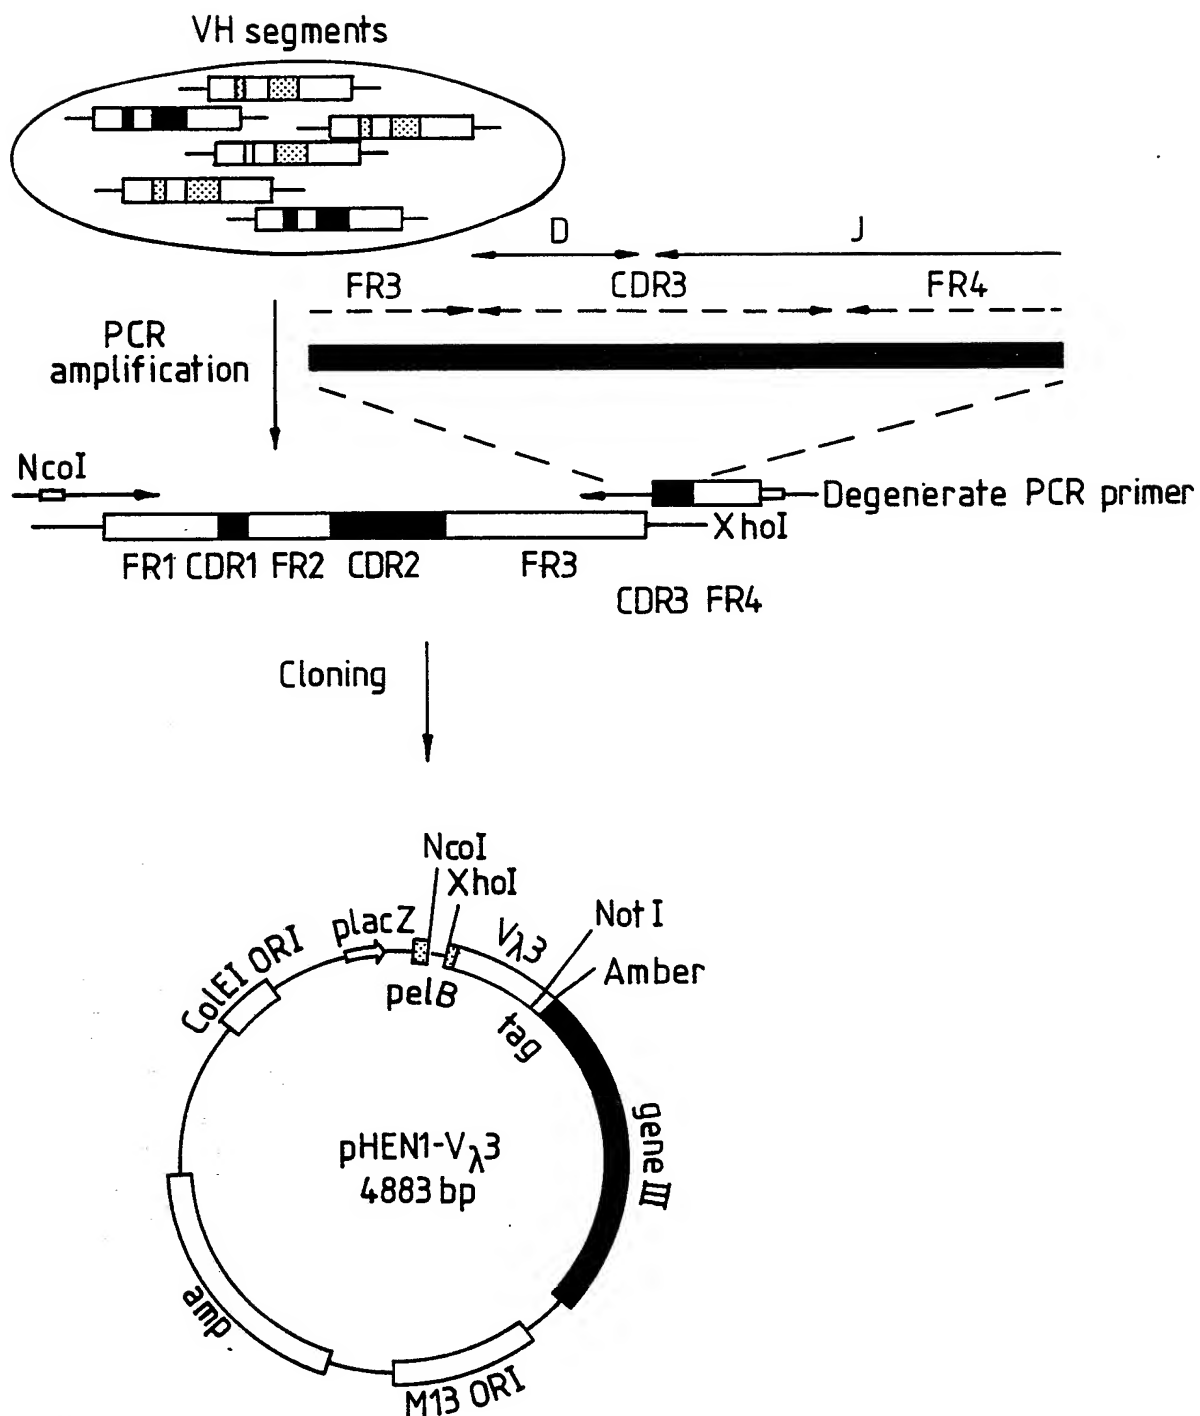 VH segments
D J
FR3 CDR3 FR4
PCR
amplification
NcoI
Degenerate PCR primer
XhoI
FR1 CDR1 FR2 CDR2 FR3
CDR3 FR4
Cloning
NcoI
XhoI
placZ
Vλ3
Not I
Amber
ColEI ORI
pelB
tag
gene III
pHEN1-Vλ3
4883 bp
amp
M13 ORI